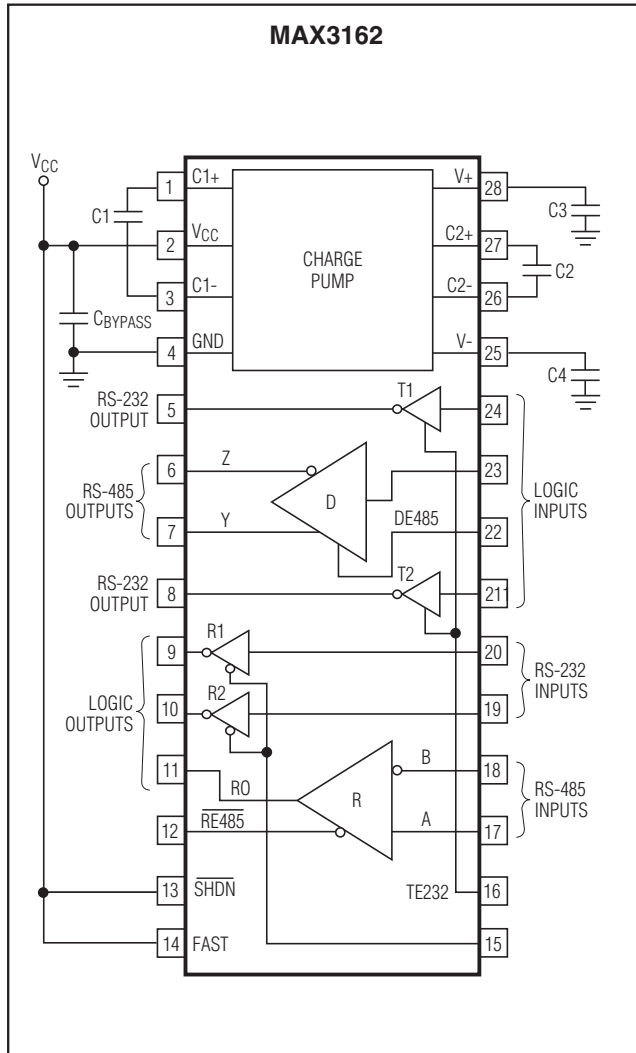 MAX3162
VCC
1
C1+
V+
28
C1
C3
2
VCC
C2+
27
CHARGE
PUMP
C2
3
C1-
C2-
26
CBYPASS
4
GND
V-
25
C4
RS-232
OUTPUT
5
T1
24
6
Z
23
RS-485
OUTPUTS
D
LOGIC
INPUTS
7
Y
DE485
22
RS-232
OUTPUT
8
T2
211
9
R1
20
LOGIC
OUTPUTS
RS-232
INPUTS
10
R2
19
11
RO
R
B
18
RS-485
INPUTS
12
RE485
A
17
13
SHDN
TE232
16
14
FAST
15